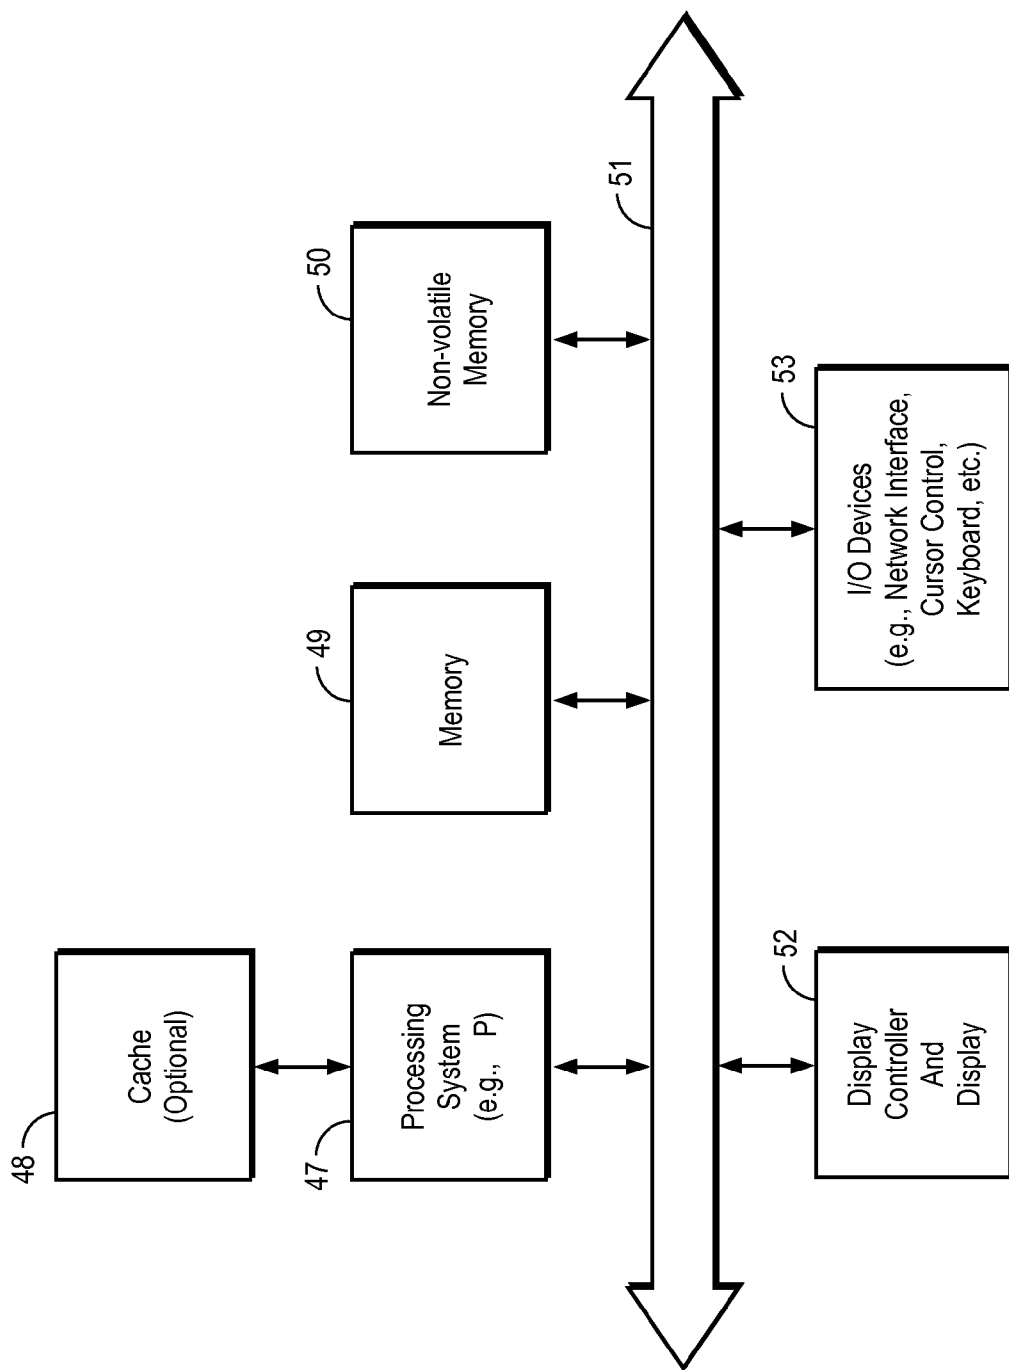 48
Cache
(Optional)
47
Processing
System
(e.g., P)
49
Memory
50
Non-volatile
Memory
51
52
Display
Controller
And
Display
53
I/O Devices
(e.g., Network Interface,
Cursor Control,
Keyboard, etc.)